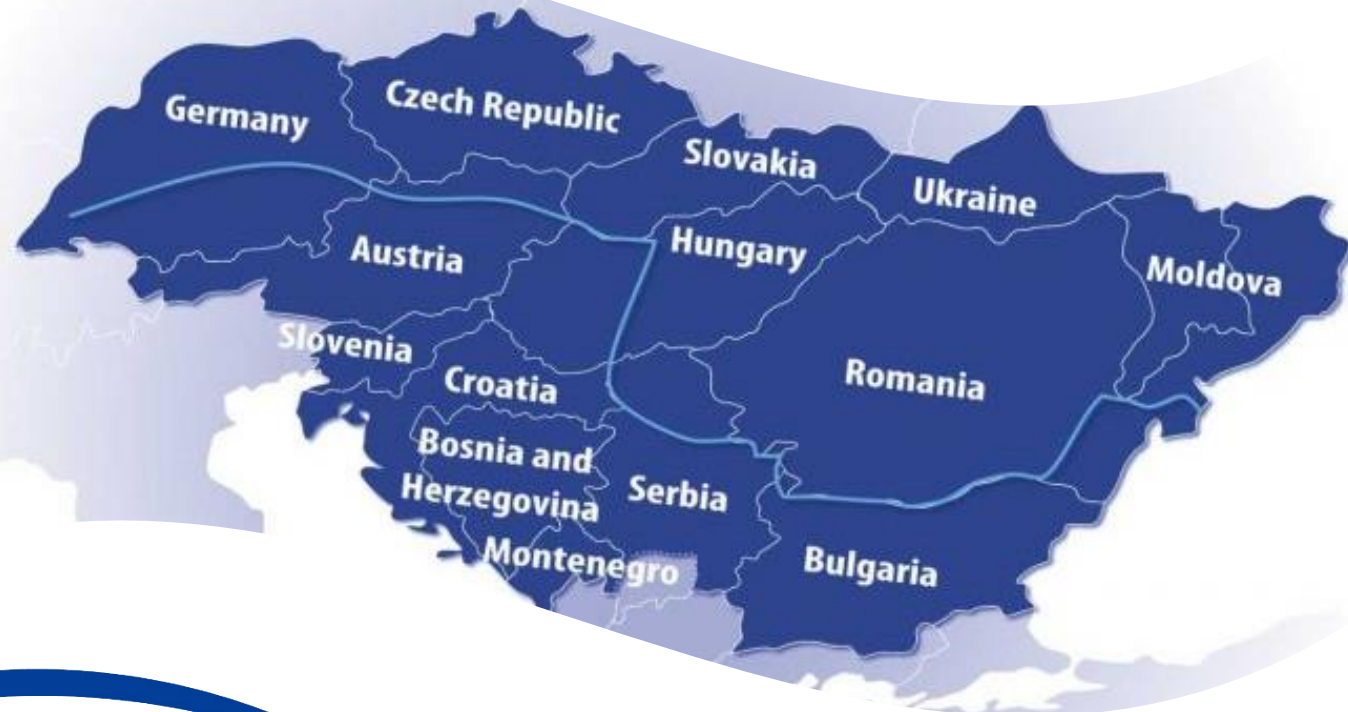 Czech Republic
Germany
Slovakia
Ukraine
Austria
Hungary
Moldova
Slovenia
Croatia
Romania
Bosnia and
Herzegovina
Serbia
Montenegro
Bulgaria